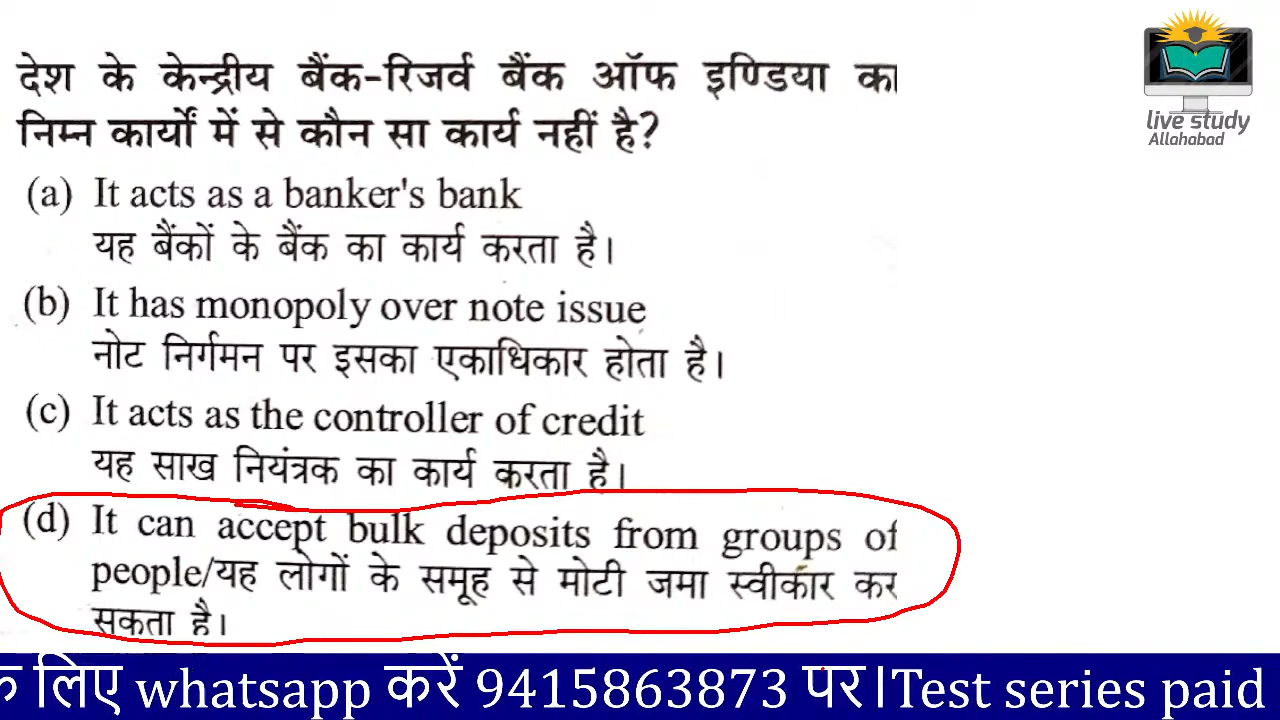 देश के केन्द्रीय बैंक-रिजर्व बैंक ऑफ इण्डिया का
निम्न कार्यों में से कौन सा कार्य नहीं है?
(a) It acts as a banker's bank
यह बैंकों के बैंक का कार्य करता है।
(b) It has monopoly over note issue
नोट निर्गमन पर इसका एकाधिकार होता है।
(c) It acts as the controller of credit
यह साख नियंत्रक का कार्य करता है।
(d) It can accept bulk deposits from groups of
people/यह लोगों के समूह से मोटी जमा स्वीकार कर
सकता है।
live study
Allahabad
के लिए whatsapp करें 9415863873 पर।Test series paid